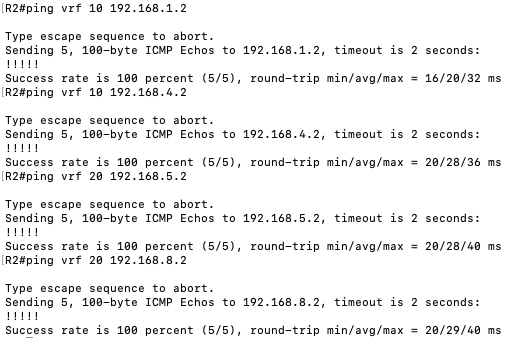 R2#ping vrf 10 192.168.1.2

Type escape sequence to abort.
Sending 5, 100-byte ICMP Echos to 192.168.1.2, timeout is 2 seconds:
!!!!!
Success rate is 100 percent (5/5), round-trip min/avg/max = 16/20/32 ms
R2#ping vrf 10 192.168.4.2

Type escape sequence to abort.
Sending 5, 100-byte ICMP Echos to 192.168.4.2, timeout is 2 seconds:
!!!!!
Success rate is 100 percent (5/5), round-trip min/avg/max = 20/28/36 ms
R2#ping vrf 20 192.168.5.2

Type escape sequence to abort.
Sending 5, 100-byte ICMP Echos to 192.168.5.2, timeout is 2 seconds:
!!!!!
Success rate is 100 percent (5/5), round-trip min/avg/max = 20/28/40 ms
R2#ping vrf 20 192.168.8.2

Type escape sequence to abort.
Sending 5, 100-byte ICMP Echos to 192.168.8.2, timeout is 2 seconds:
!!!!!
Success rate is 100 percent (5/5), round-trip min/avg/max = 20/29/40 ms